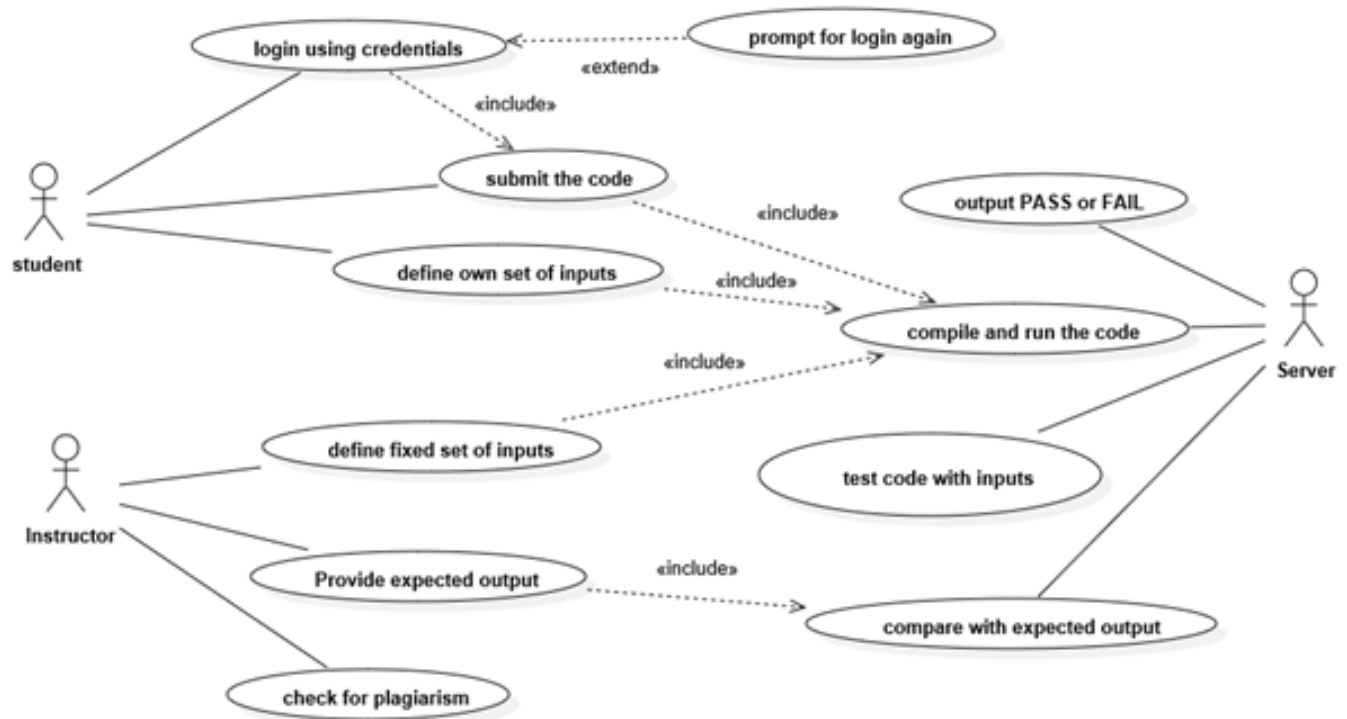 login using credentials
prompt for login again
«extend»
«include»
submit the code
output PASS or FAIL
«include»
student
define own set of inputs
«include»
compile and run the code
Server
«include»
define fixed set of inputs
test code with inputs
Instructor
Provide expected output
«include»
compare with expected output
check for plagiarism